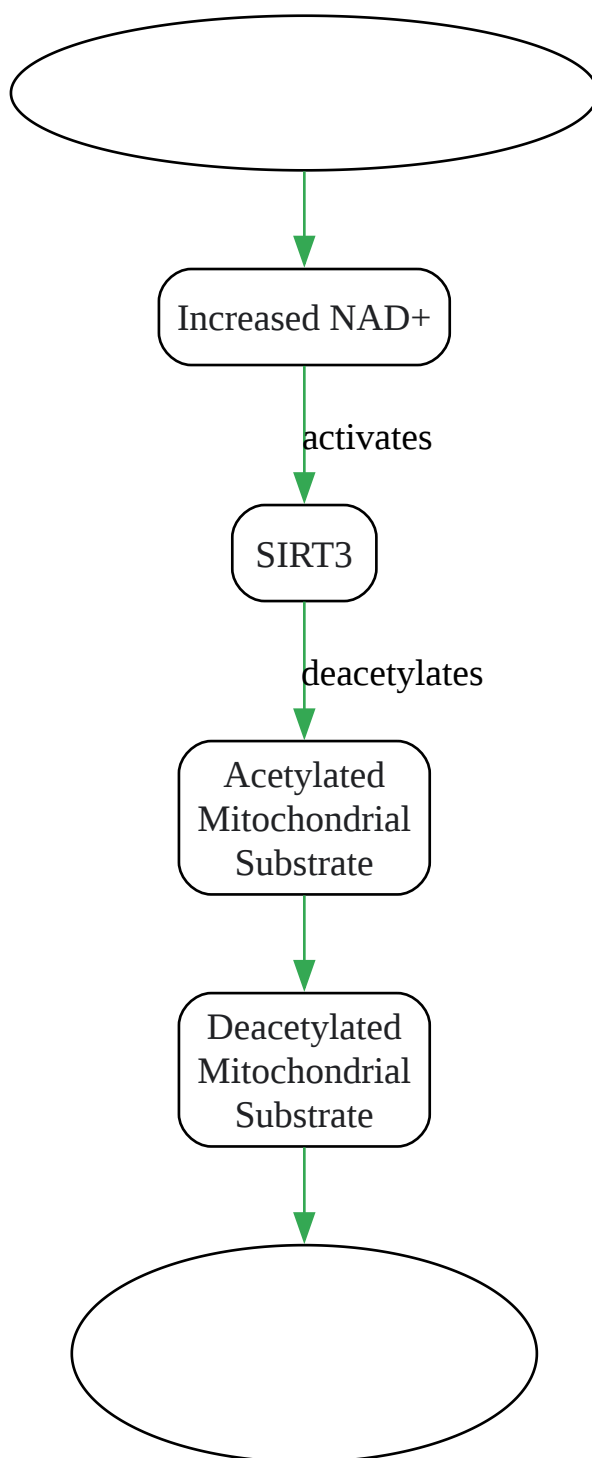 Increased NAD+
activates
SIRT3
deacetylates
Acetylated
Mitochondrial
Substrate
Deacetylated
Mitochondrial
Substrate